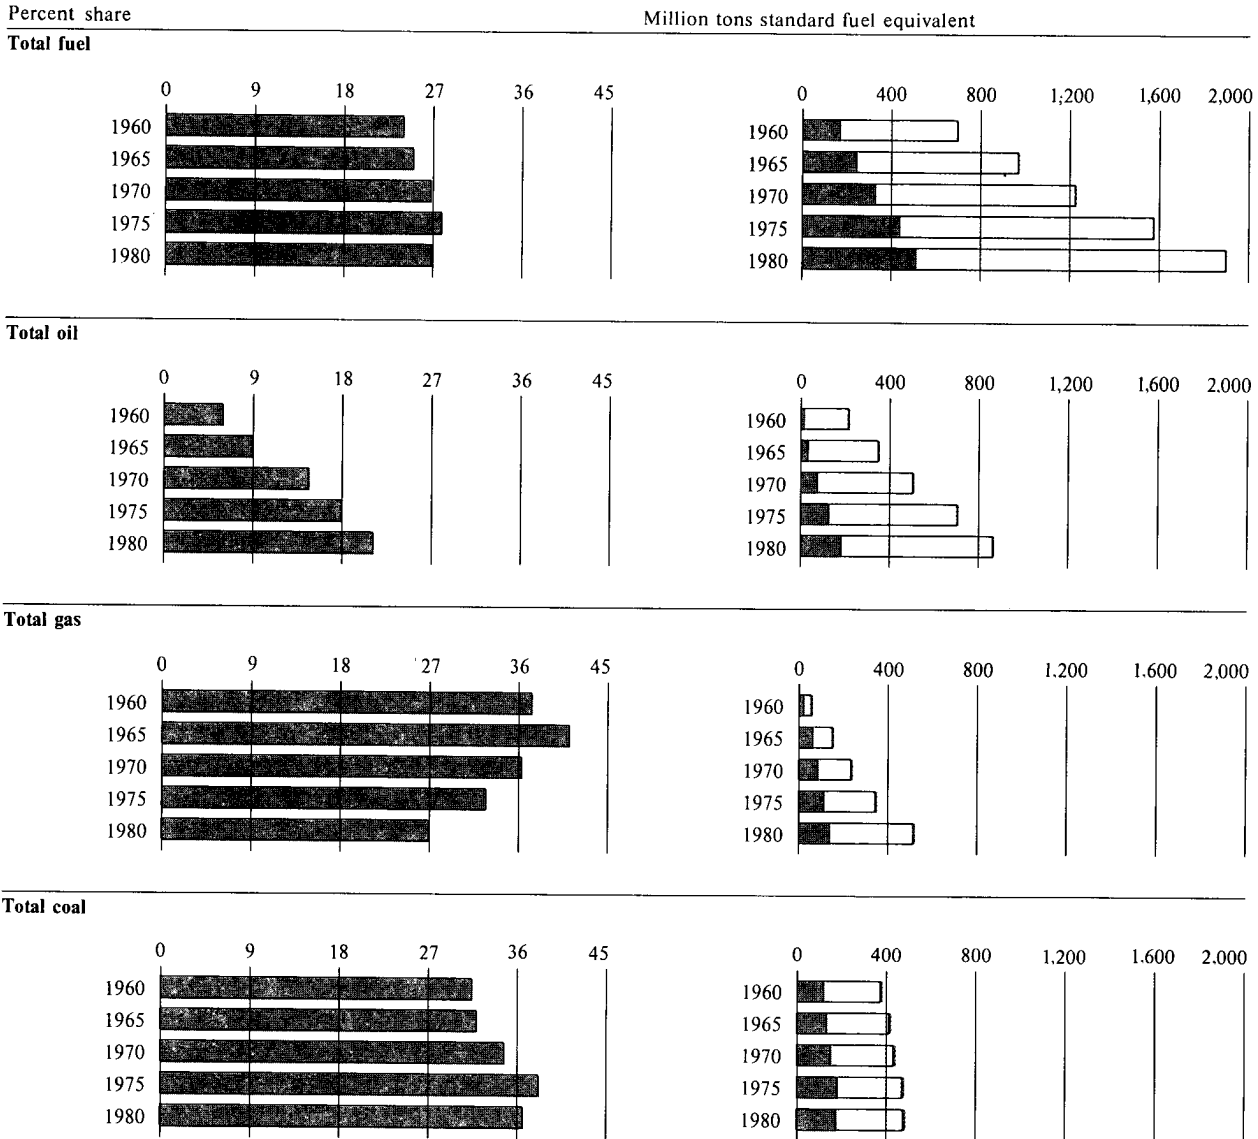 Percent share Million tons standard fuel equivalent
Total fuel
0 9 18 27 36 45 0 400 800 1,200 1,600 2,000
1960 1960
1965 1965
1970 1970
1975 1975
1980 1980
Total oil
0 9 18 27 36 45 0 400 800 1,200 1,600 2,000
1960 1960
1965 1965
1970 1970
1975 1975
1980 1980
Total gas
0 9 18 27 36 45 0 400 800 1.200 1.600 2.000
1960 1960
1965 1965
1970 1970
1975 1975
1980 1980
Total coal
0 9 18 27 36 45 0 400 800 1.200 1.600 2.000
1960 1960
1965 1965
1970 1970
1975 1975
1980 1980